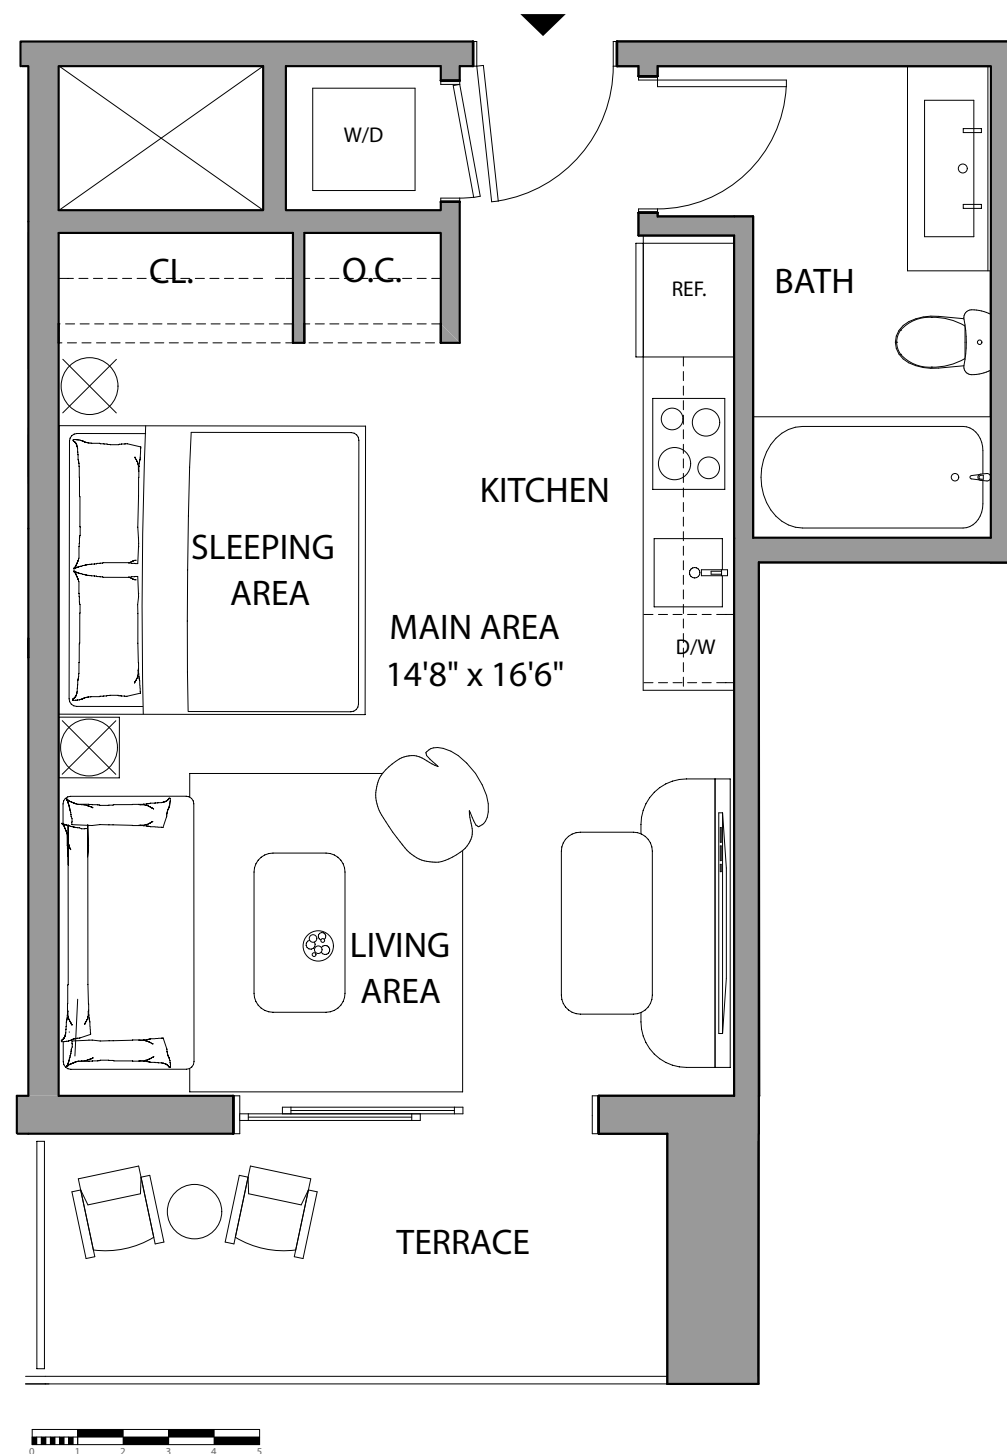 W/D
CL.
O.C.
REF.
BATH
KITCHEN
SLEEPING
AREA
MAIN AREA
14'8" x 16'6"
D/W
LIVING
AREA
TERRACE
0 1 2 3 4 5